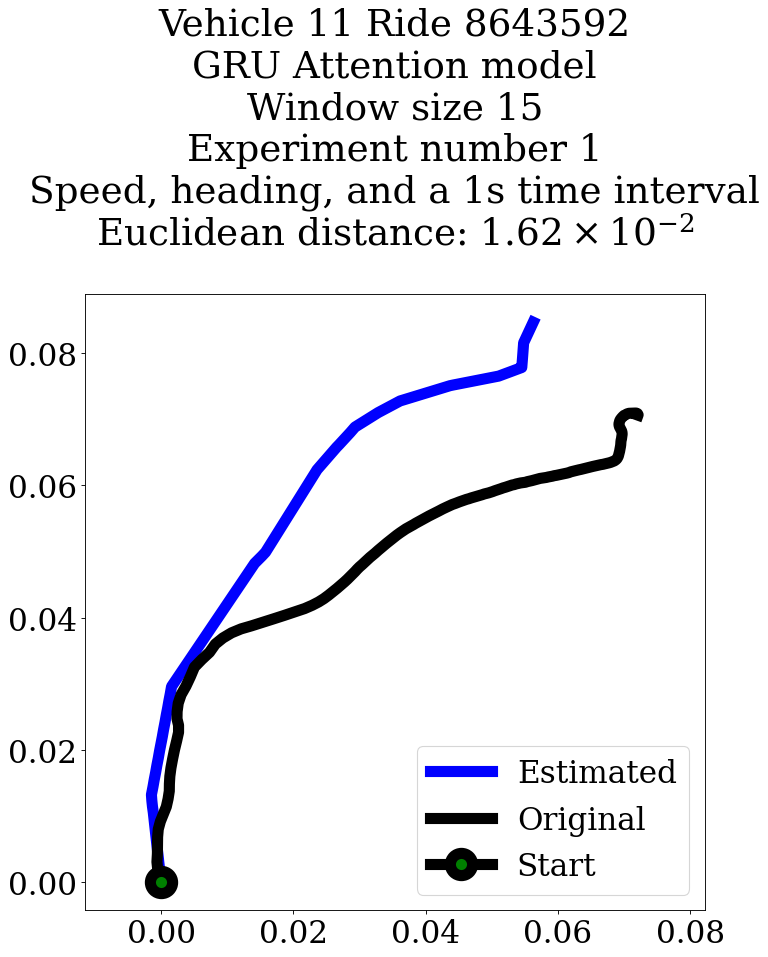 Vehicle 11 Ride 8643592
GRU Attention model
Window size 15
Experiment number 1
Speed, heading, and a 1s time interval
Euclidean distance: 1.62 × 10⁻²
0.08
0.06
0.04
0.02
0.00
Estimated
Original
Start
0.00 0.02 0.04 0.06 0.08